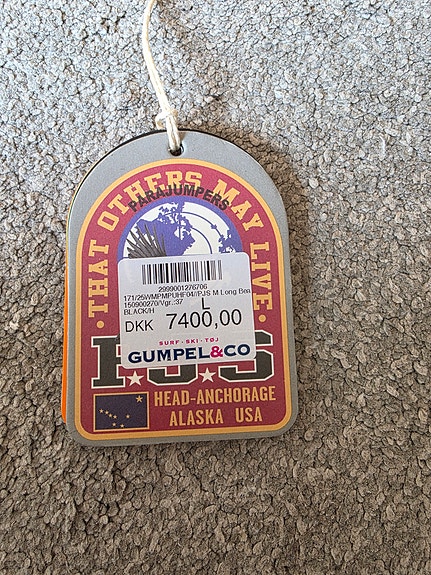 ·THAT OTHERS MAY LIVE·
PARAJUMPERS
2999001276706
171/25WMPMPUHF04//PJS M Long Bea
150900270/Vgr.:37
L
BLACK/H
DKK 7400,00
SURF · SKI · TØJ
GUMPEL&CO
HEAD-ANCHORAGE
ALASKA USA